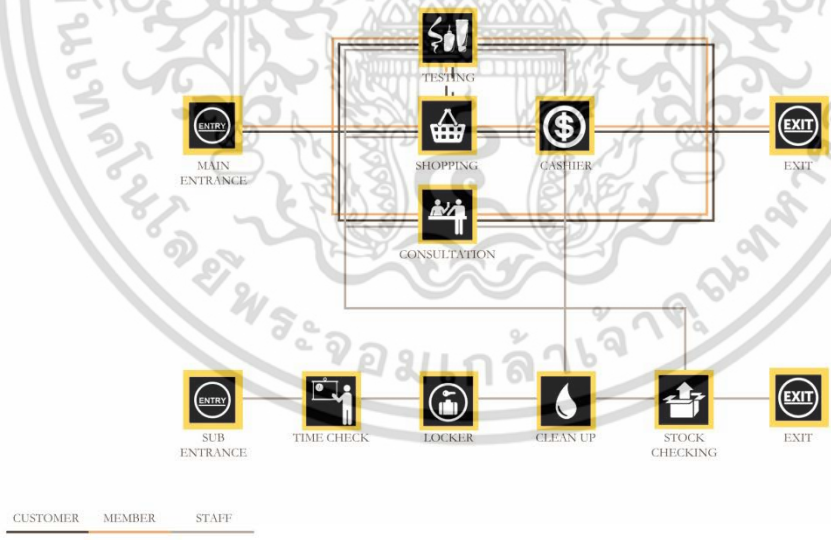 TESTING
ENTRY
MAIN
ENTRANCE
SHOPPING
$
CASHIER
EXIT
EXIT
CONSULTATION
ENTRY
SUB
ENTRANCE
TIME CHECK
LOCKER
CLEAN UP
STOCK
CHECKING
EXIT
EXIT
CUSTOMER MEMBER STAFF